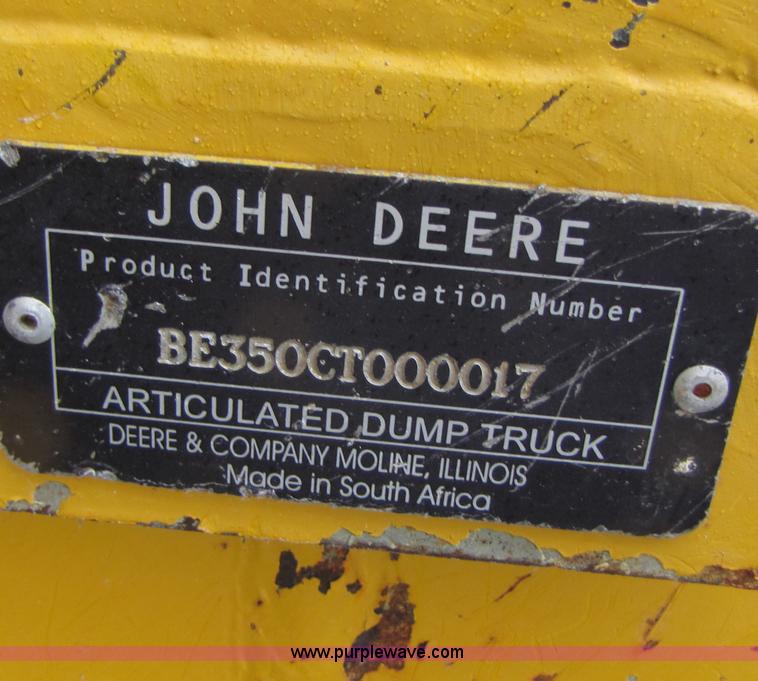 JOHN DEERE
Product Identification Number
BE350CT000017
ARTICULATED DUMP TRUCK
DEERE & COMPANY MOLINE, ILLINOIS
Made in South Africa
www.purplewave.com